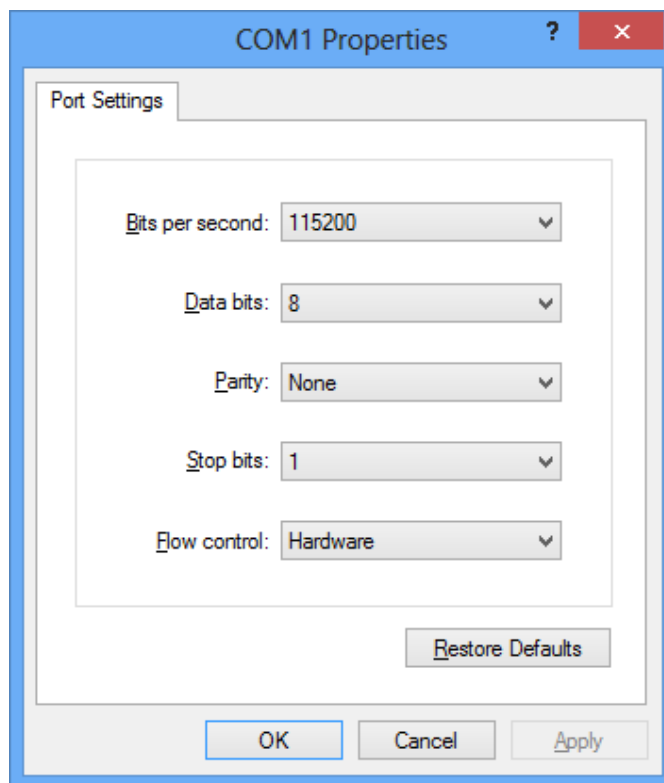 COM1 Properties ?
Port Settings
Bits per second: 115200
Data bits: 8
Parity: None
Stop bits: 1
Flow control: Hardware
Restore Defaults
OK Cancel Apply